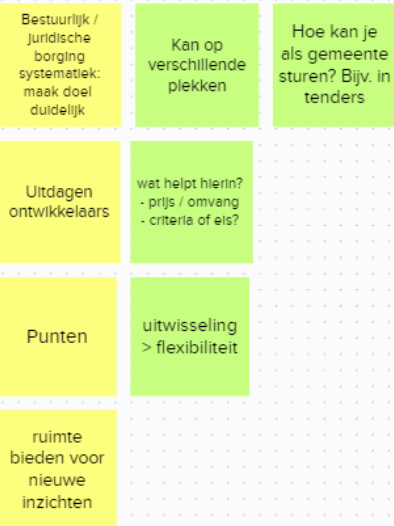 Bestuurlijk /
juridische
borging
systematiek:
maak doel
duidelijk
Kan op
verschillende
plekken
Hoe kan je
als gemeente
sturen? Bijv. in
tenders
Uitdagen
ontwikkelaars
wat helpt hierin?
- prijs / omvang
- criteria of eis?
Punten
uitwisseling
> flexibiliteit
ruimte
bieden voor
nieuwe
inzichten